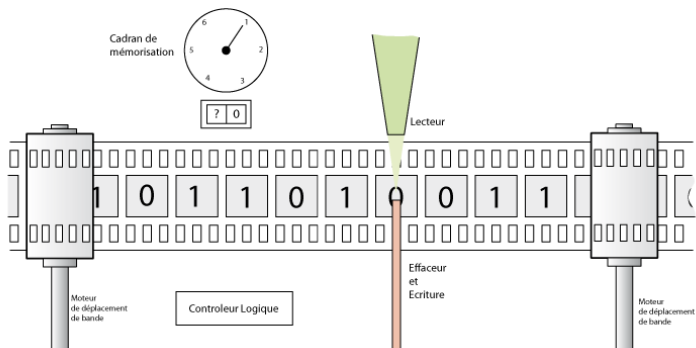 6 1
Cadran de
mémorisation
5 2
4 3
? 0
Lecteur
1 0 1 1 0 1 0 0 1 1
Effaceur
et
Ecriture
Moteur
de déplacement
de bande
Controleur Logique
Moteur
de déplacement
de bande